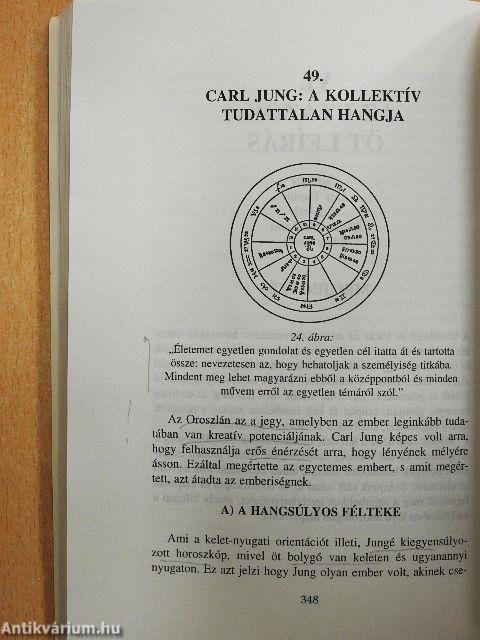 49.
CARL JUNG: A KOLLEKTÍV
TUDATTALAN HANGJA
CARL
JUNG
24. ábra:
„Életemet egyetlen gondolat és egyetlen cél itatta át és tartotta
össze: nevezetesen az, hogy behatoljak a személyiség titkába.
Mindent meg lehet magyarázni ebből a középpontból és minden
művem erről az egyetlen témáról szól.”
Az Oroszlán az a jegy, amelyben az ember leginkább tuda-
tában van kreatív potenciáljának. Carl Jung képes volt arra,
hogy felhasználja erős énérzését arra, hogy lényének mélyére
ásson. Ezáltal megértette az egyetemes embert, s amit megér-
tett, azt átadta az emberiségnek.
A) A HANGSÚLYOS FÉLTEKE
Ami a kelet-nyugati orientációt illeti, Jungé kiegyensúlyo-
zott horoszkóp, mivel öt bolygó van keleten és ugyanannyi
nyugaton. Ez azt jelzi hogy Jung olyan ember volt, akinek cse-
348
Antikvárium.hu